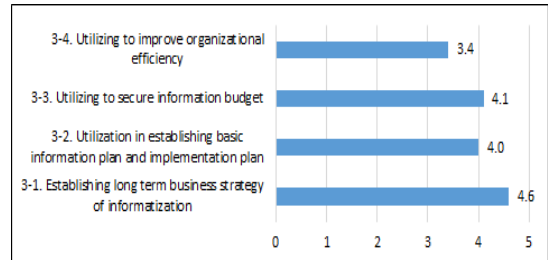 3-4. Utilizing to improve organizational
efficiency
3.4
3-3. Utilizing to secure information budget
4.1
3-2. Utilization in establishing basic
information plan and implementation plan
4.0
3-1. Establishing long term business strategy
of informatization
4.6
0 1 2 3 4 5